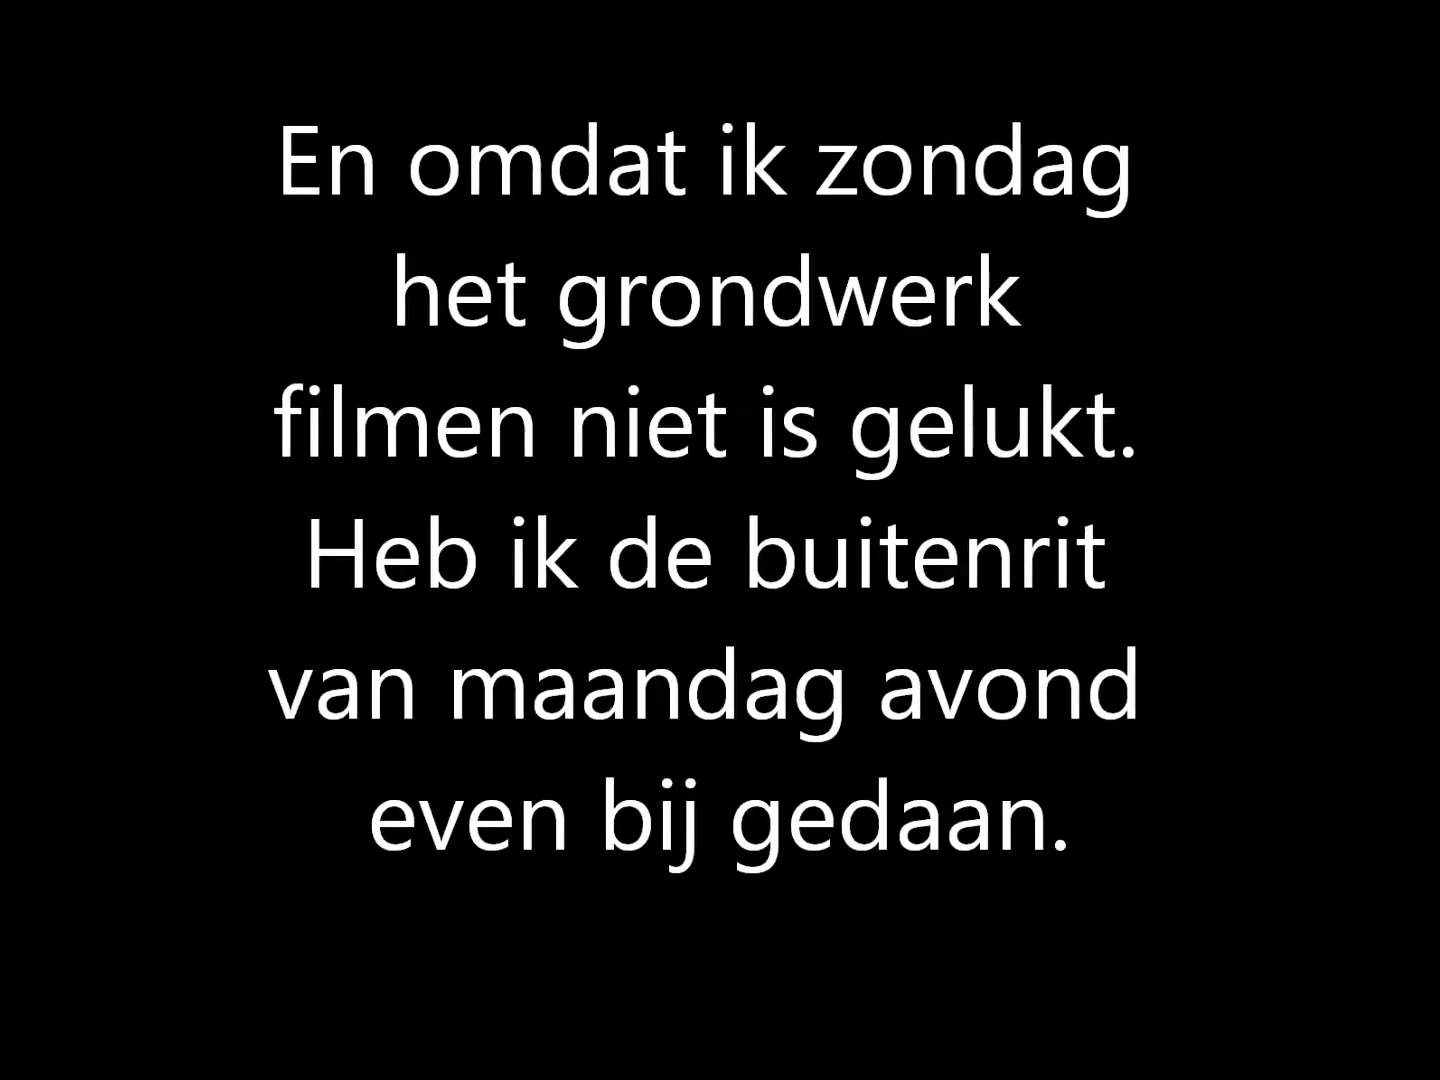 En omdat ik zondag
het grondwerk
filmen niet is gelukt.
Heb ik de buitenrit
van maandag avond
even bij gedaan.